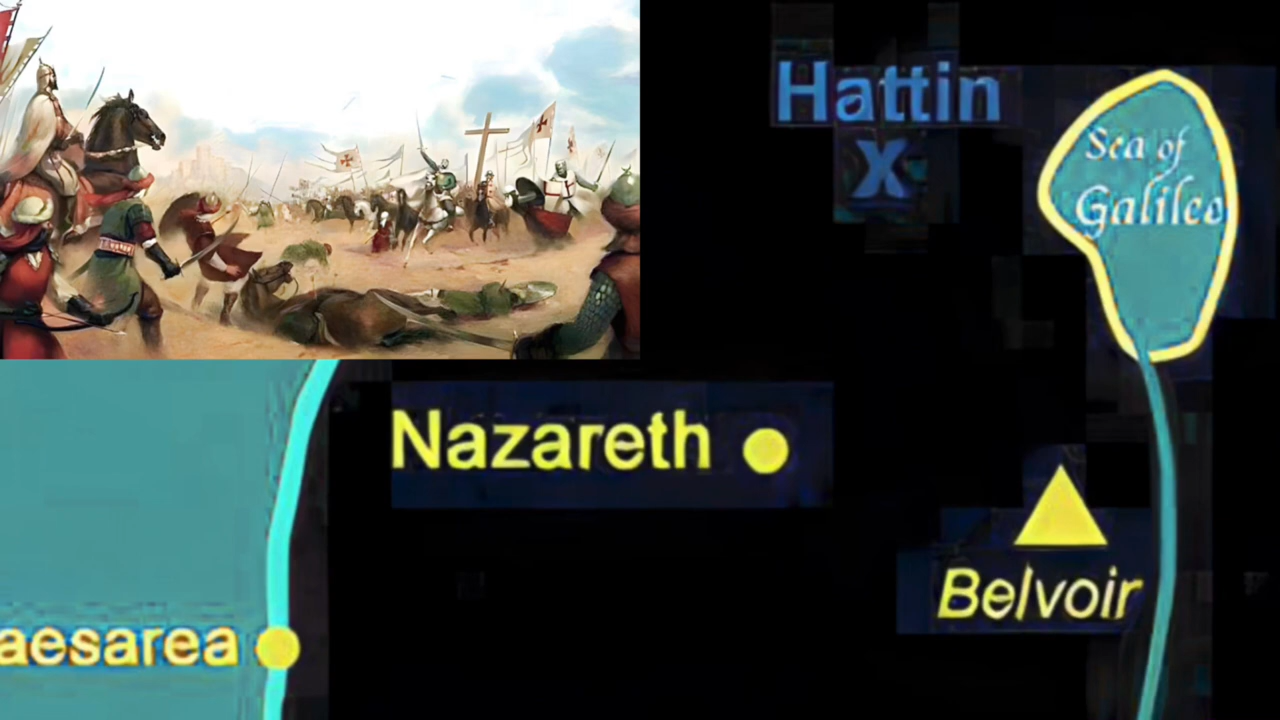 Hattin
X
Sea of
Galilee
Nazareth
Belvoir
aesarea